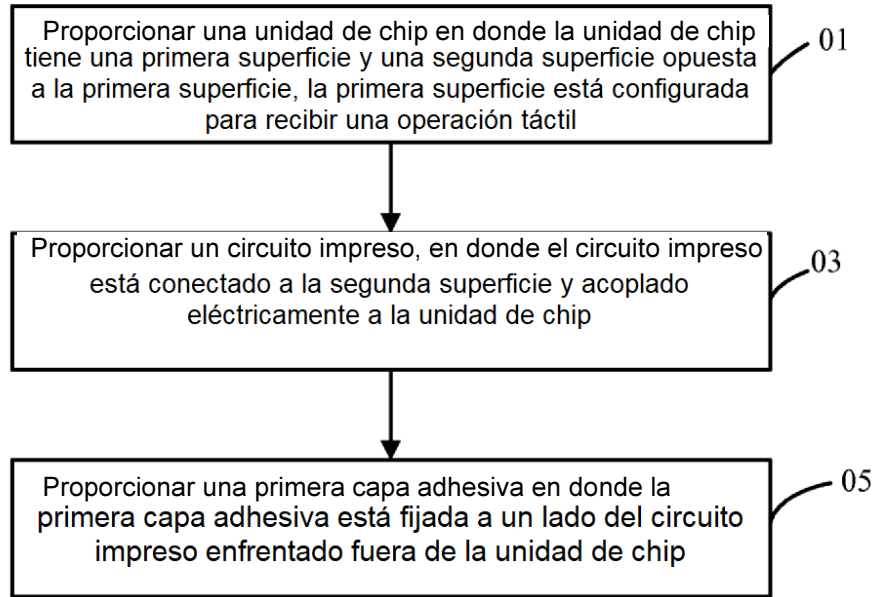 Proporcionar una unidad de chip en donde la unidad de chip
tiene una primera superficie y una segunda superficie opuesta
a la primera superficie, la primera superficie está configurada
para recibir una operación táctil
01
Proporcionar un circuito impreso, en donde el circuito impreso
está conectado a la segunda superficie y acoplado
eléctricamente a la unidad de chip
03
Proporcionar una primera capa adhesiva en donde la
primera capa adhesiva está fijada a un lado del circuito
impreso enfrentado fuera de la unidad de chip
05